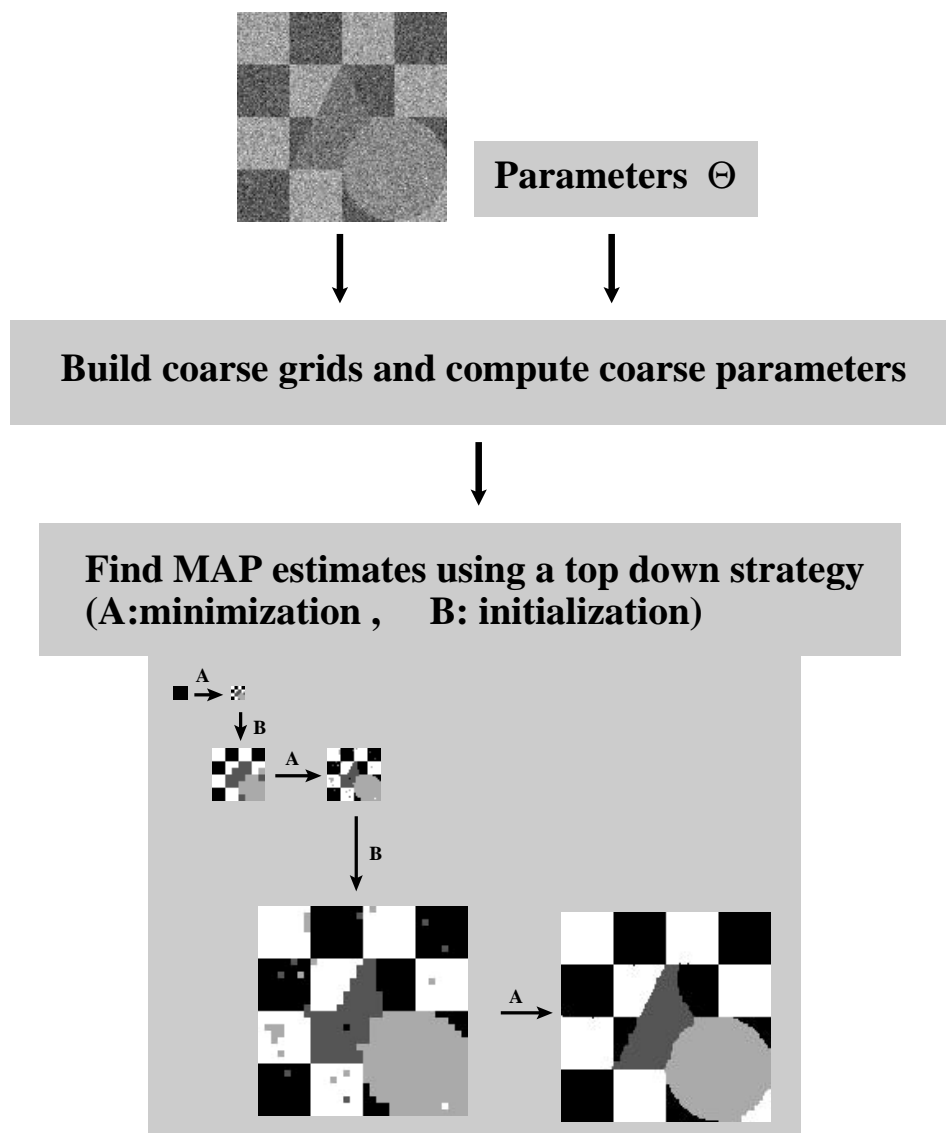 Parameters Θ
Build coarse grids and compute coarse parameters
Find MAP estimates using a top down strategy
(A:minimization , B: initialization)
A
B
A
B
A